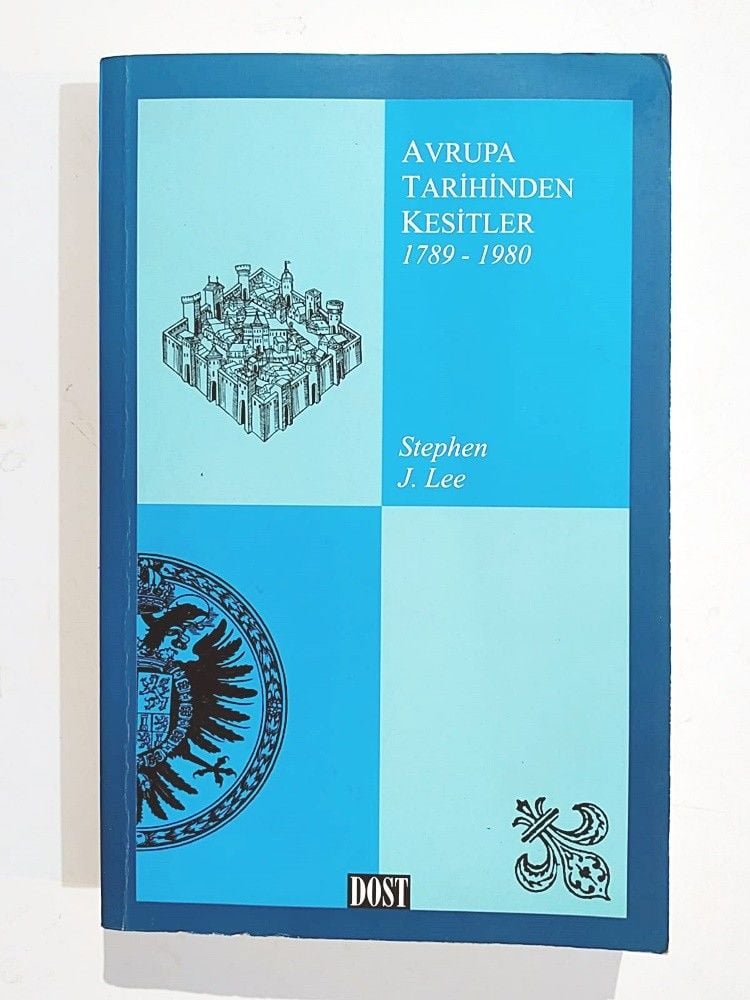 AVRUPA
TARİHİNDEN
KESİTLER
1789 - 1980
Stephen
J. Lee
DOST